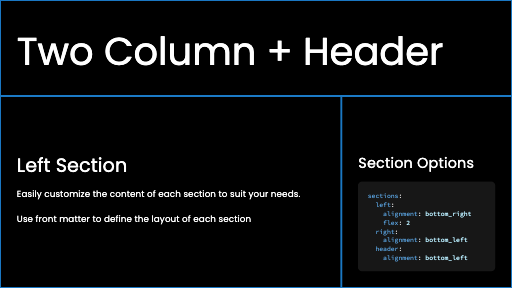 Two Column + Header
Left Section
Easily customize the content of each section to suit your needs.
Use front matter to define the layout of each section
Section Options
sections:
  left:
    alignment: bottom_right
    flex: 2
  right:
    alignment: bottom_left
  header:
    alignment: bottom_left